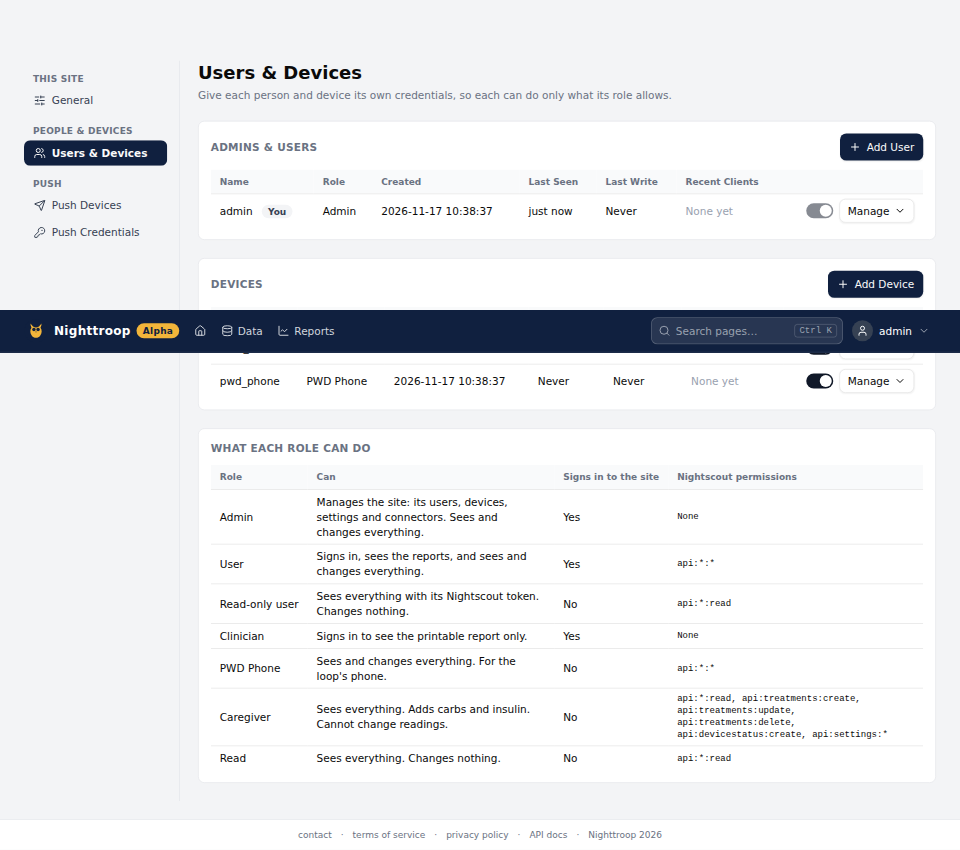 THIS SITE
General
PEOPLE & DEVICES
Users & Devices
PUSH
Push Devices
Push Credentials
Users & Devices
Give each person and device its own credentials, so each can do only what its role allows.
ADMINS & USERS
Add User
Name Role Created Last Seen Last Write Recent Clients
admin You Admin 2026-11-17 10:38:37 just now Never None yet Manage
DEVICES
Add Device
Nighttroop Alpha Data Reports Search pages... Ctrl K admin
pwd_phone PWD Phone 2026-11-17 10:38:37 Never Never None yet Manage
WHAT EACH ROLE CAN DO
Role Can Signs in to the site Nightscout permissions
Admin Manages the site: its users, devices,
settings and connectors. Sees and
changes everything. Yes None
User Signs in, sees the reports, and sees and
changes everything. Yes api:*:*
Read-only user Sees everything with its Nightscout token.
Changes nothing. No api:*:read
Clinician Signs in to see the printable report only. Yes None
PWD Phone Sees and changes everything. For the
loop's phone. No api:*:*
Caregiver Sees everything. Adds carbs and insulin.
Cannot change readings. No api:*:read, api:treatments:create,
api:treatments:update,
api:treatments:delete,
api:devicestatus:create, api:settings:*
Read Sees everything. Changes nothing. No api:*:read
contact · terms of service · privacy policy · API docs · Nighttroop 2026